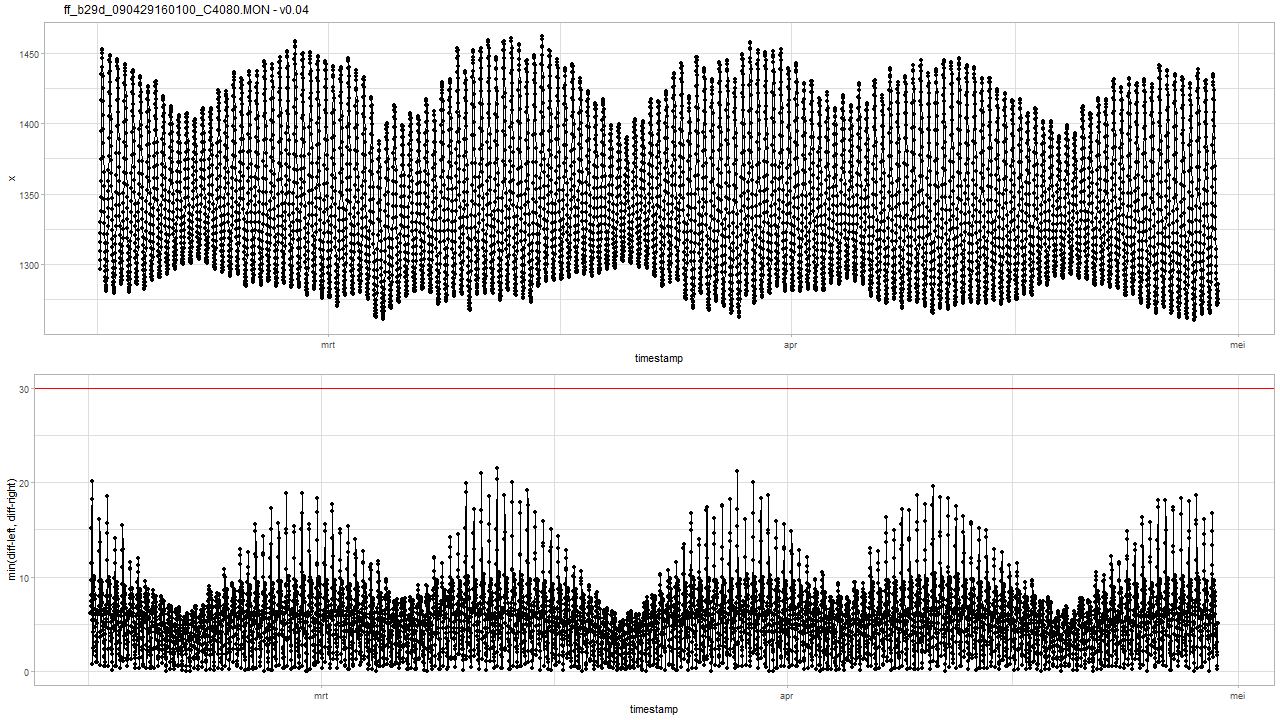 ff_b29d_090429160100_C4080.MON - v0.04
1450
1400
1350
1300
x
mrt
apr
mei
timestamp
30
20
10
0
min(diff-left, diff-right)
mrt
apr
mei
timestamp